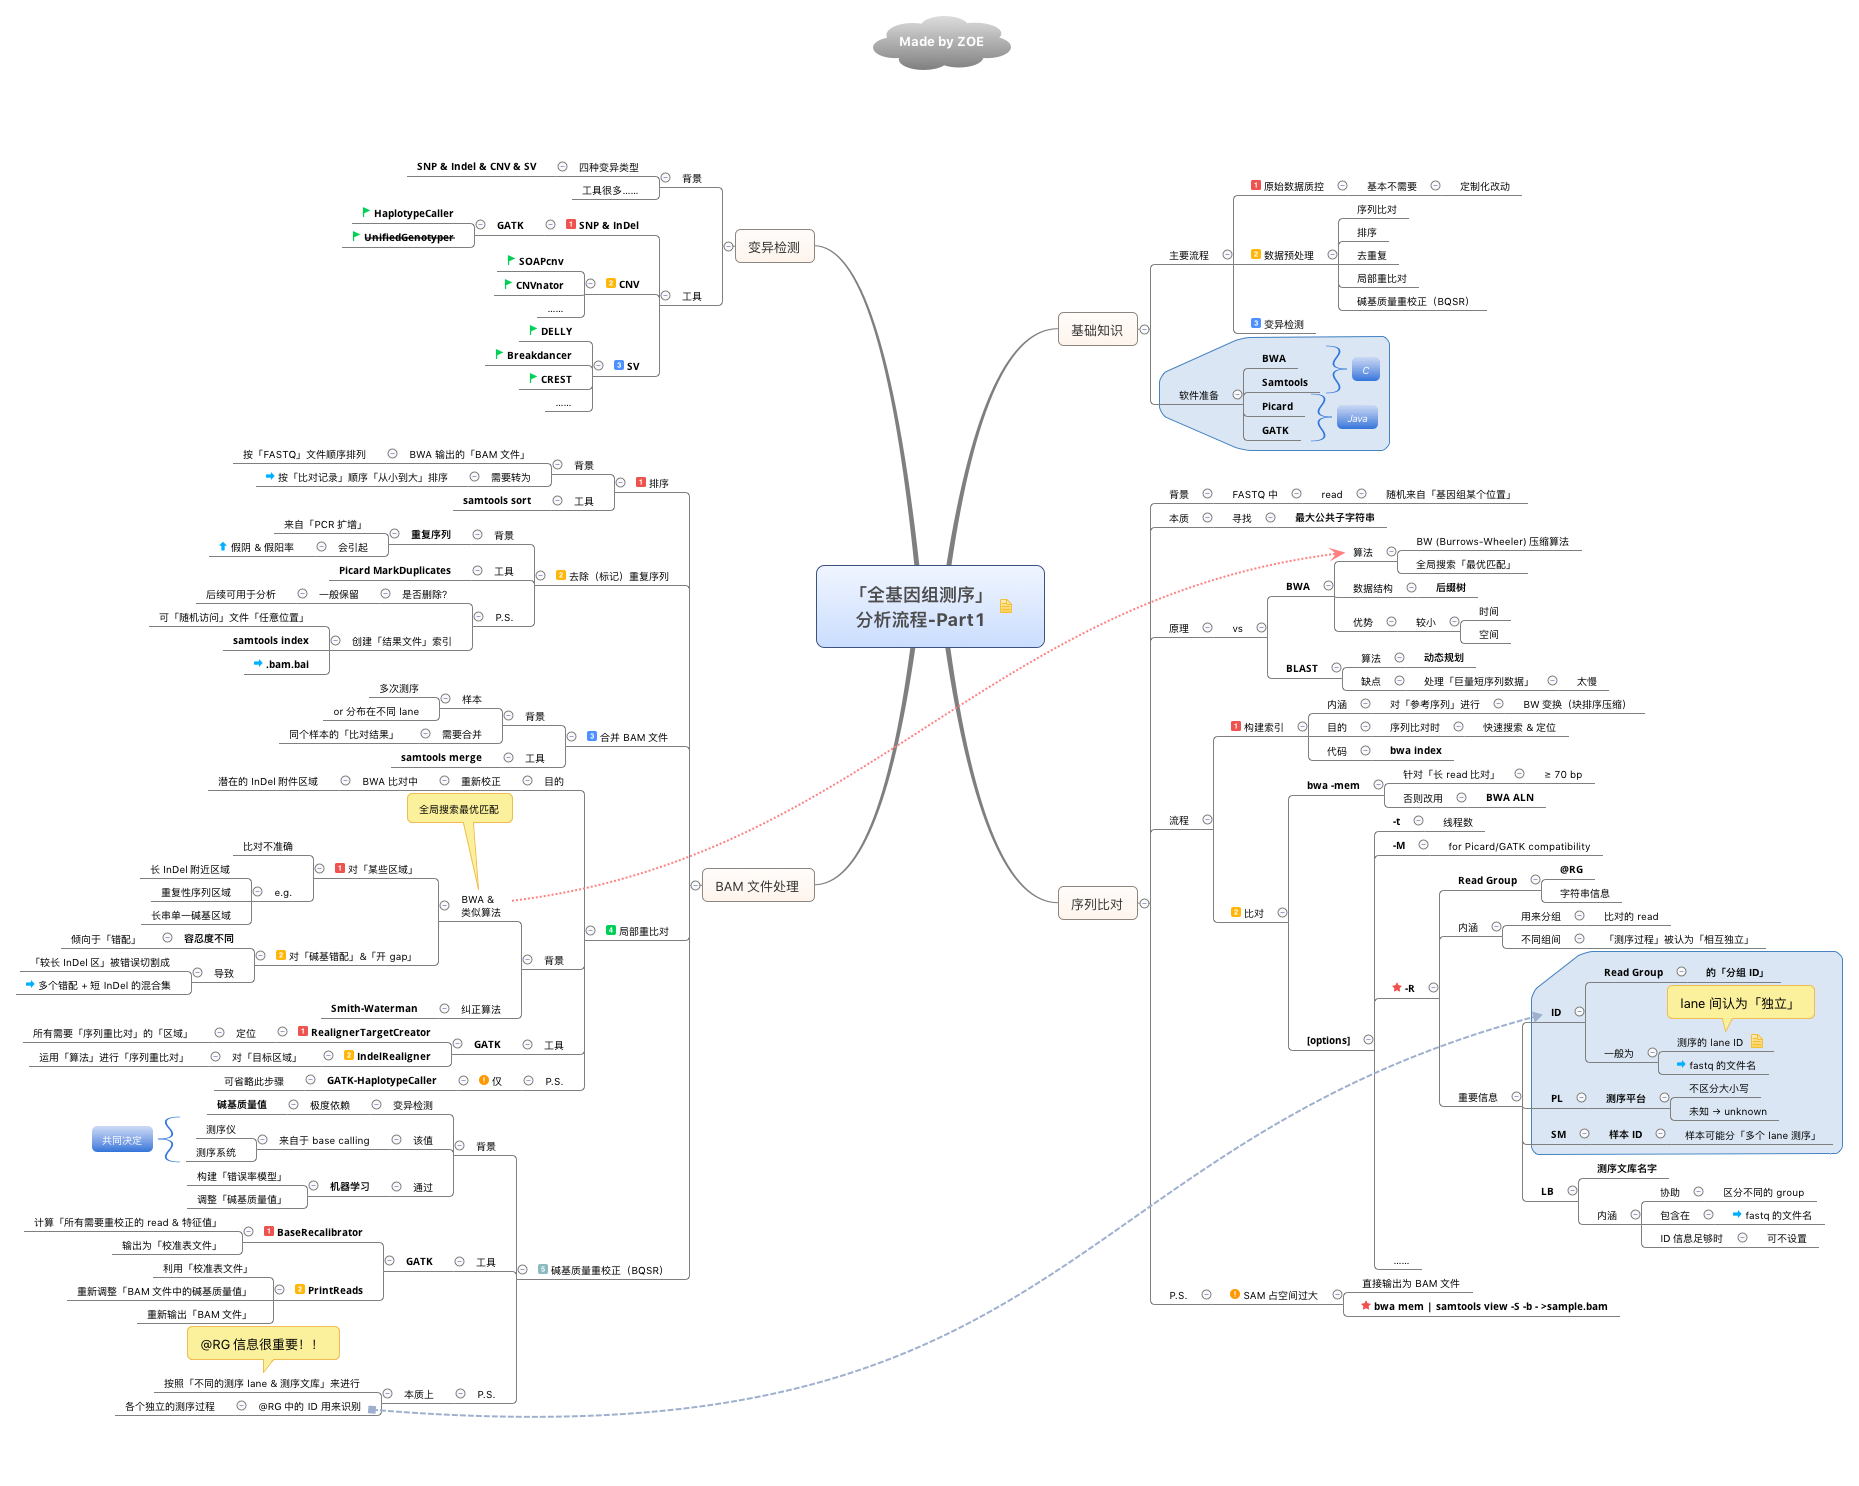 Made by ZOE
「全基因组测序」
分析流程-Part1
基础知识
主要流程
1 原始数据质控
基本不需要
定制化改动
2 数据预处理
序列比对
排序
去重复
局部重比对
碱基质量重校正（BQSR）
3 变异检测
软件准备
BWA
Samtools
C
Picard
GATK
Java
序列比对
背景
FASTQ 中
read
随机来自「基因组某个位置」
本质
寻找
最大公共子字符串
原理
vs
BWA
算法
BW (Burrows-Wheeler) 压缩算法
全局搜索「最优匹配」
数据结构
后缀树
优势
较小
时间
空间
BLAST
算法
动态规划
缺点
处理「巨量短序列数据」
太慢
流程
1 构建索引
内涵
对「参考序列」进行
BW 变换（块排序压缩）
目的
序列比对时
快速搜索 & 定位
代码
bwa index
2 比对
bwa -mem
针对「长 read 比对」
≥ 70 bp
否则改用
BWA ALN
[options]
-t
线程数
-M
for Picard/GATK compatibility
-R
Read Group
@RG
字符串信息
内涵
用来分组
比对的 read
不同组间
「测序过程」被认为「相互独立」
重要信息
ID
Read Group
的「分组 ID」
lane 间认为「独立」
一般为
测序的 lane ID
fastq 的文件名
PL
测序平台
不区分大小写
未知 → unknown
SM
样本 ID
样本可能分「多个 lane 测序」
LB
测序文库名字
内涵
协助
区分不同的 group
包含在
fastq 的文件名
ID 信息足够时
可不设置
……
P.S.
! SAM 占空间过大
直接输出为 BAM 文件
bwa mem | samtools view -S -b - >sample.bam
变异检测
背景
四种变异类型
SNP & Indel & CNV & SV
工具很多……
工具
1 SNP & InDel
GATK
HaplotypeCaller
UnifiedGenotyper
2 CNV
SOAPcnv
CNVnator
……
3 SV
DELLY
Breakdancer
CREST
……
BAM 文件处理
1 排序
背景
BWA 输出的「BAM 文件」
按「FASTQ」文件顺序排列
需要转为
按「比对记录」顺序「从小到大」排序
工具
samtools sort
2 去除（标记）重复序列
背景
重复序列
来自「PCR 扩增」
会引起
假阴 & 假阳率
工具
Picard MarkDuplicates
P.S.
是否删除?
一般保留
后续可用于分析
创建「结果文件」索引
可「随机访问」文件「任意位置」
samtools index
.bam.bai
3 合并 BAM 文件
背景
样本
多次测序
or 分布在不同 lane
需要合并
同个样本的「比对结果」
工具
samtools merge
4 局部重比对
目的
重新校正
BWA 比对中
潜在的 InDel 附件区域
背景
全局搜索最优匹配
BWA &
类似算法
1 对「某些区域」
比对不准确
e.g.
长 InDel 附近区域
重复性序列区域
长串单一碱基区域
2 对「碱基错配」&「开 gap」
容忍度不同
倾向于「错配」
导致
「较长 InDel 区」被错误切割成
多个错配 + 短 InDel 的混合集
纠正算法
Smith-Waterman
工具
GATK
1 RealignerTargetCreator
定位
所有需要「序列重比对」的「区域」
2 IndelRealigner
对「目标区域」
运用「算法」进行「序列重比对」
P.S.
! 仅
GATK-HaplotypeCaller
可省略此步骤
5 碱基质量重校正（BQSR）
背景
变异检测
极度依赖
碱基质量值
该值
来自于 base calling
测序仪
测序系统
共同决定
通过
机器学习
构建「错误率模型」
调整「碱基质量值」
工具
GATK
1 BaseRecalibrator
计算「所有需要重校正的 read & 特征值」
输出为「校准表文件」
2 PrintReads
利用「校准表文件」
重新调整「BAM 文件中的碱基质量值」
重新输出「BAM 文件」
P.S.
本质上
@RG 信息很重要！！
按照「不同的测序 lane & 测序文库」来进行
@RG 中的 ID 用来识别
各个独立的测序过程